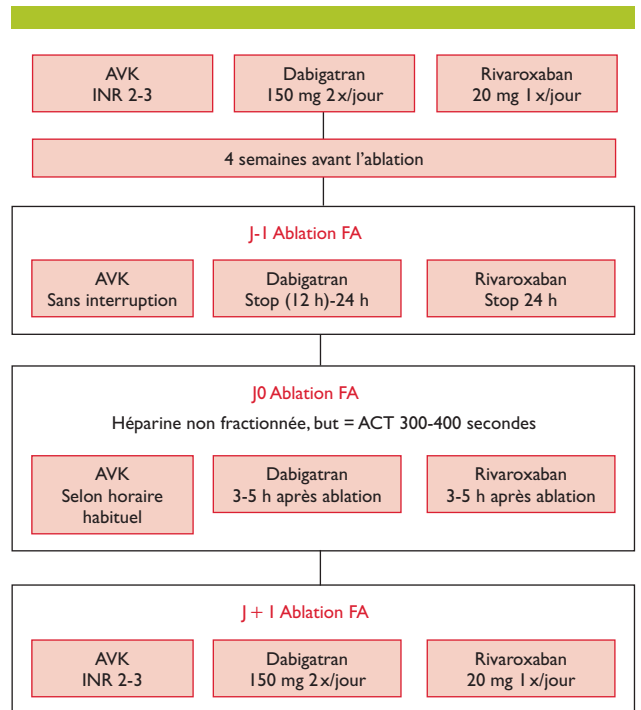 AVK
INR 2-3
Dabigatran
150 mg 2x/jour
Rivaroxaban
20 mg 1x/jour
4 semaines avant l'ablation
J-1 Ablation FA
AVK
Sans interruption
Dabigatran
Stop (12 h)-24 h
Rivaroxaban
Stop 24 h
J0 Ablation FA
Héparine non fractionnée, but = ACT 300-400 secondes
AVK
Selon horaire
habituel
Dabigatran
3-5 h après ablation
Rivaroxaban
3-5 h après ablation
J + 1 Ablation FA
AVK
INR 2-3
Dabigatran
150 mg 2x/jour
Rivaroxaban
20 mg 1x/jour